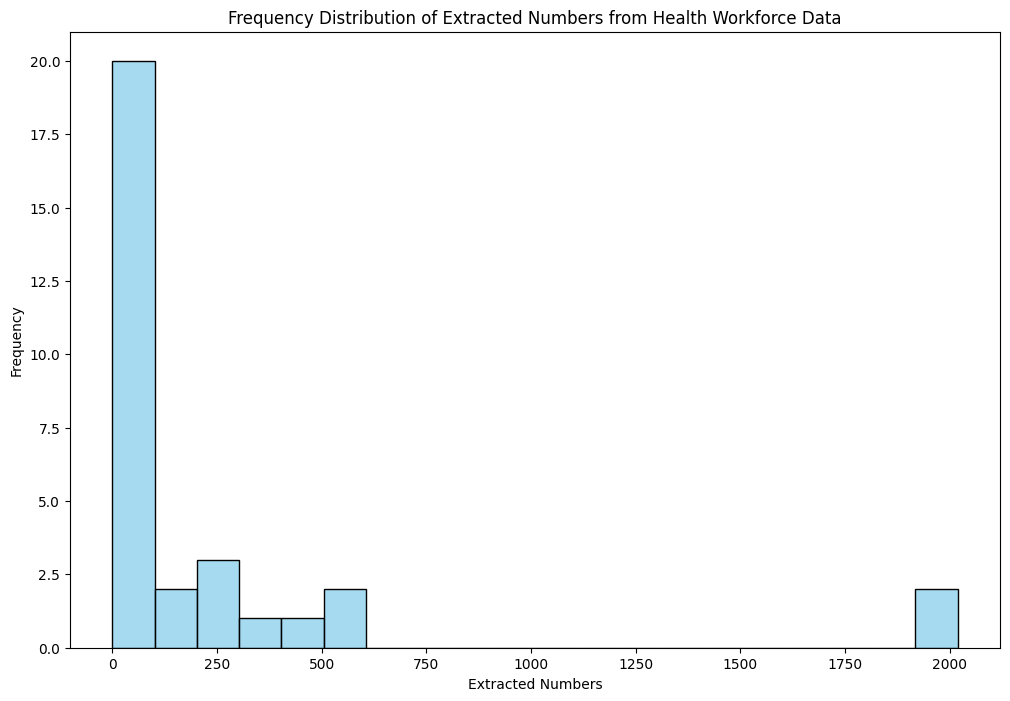 Frequency Distribution of Extracted Numbers from Health Workforce Data
20.0
17.5
15.0
12.5
10.0
7.5
5.0
2.5
0.0
Frequency
0 250 500 750 1000 1250 1500 1750 2000
Extracted Numbers